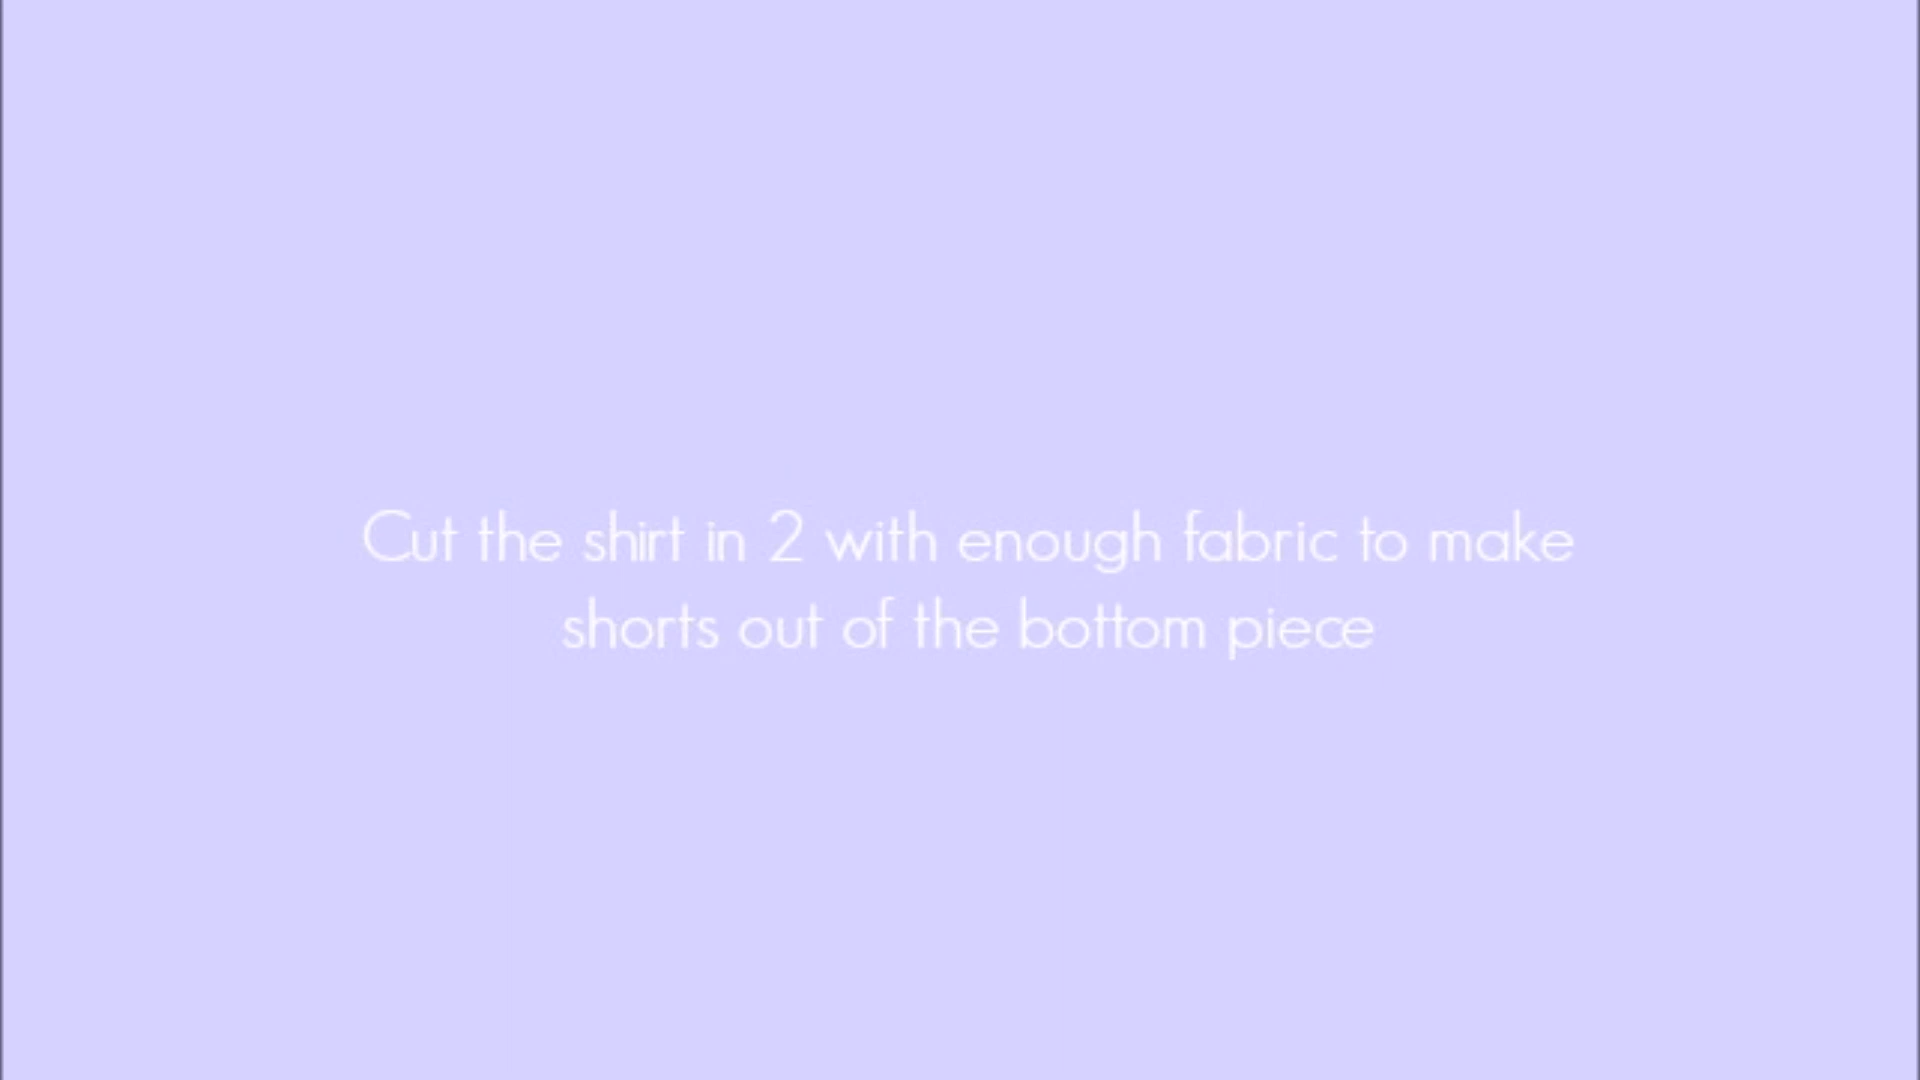 Cut the shirt in 2 with enough fabric to make
shorts out of the bottom piece